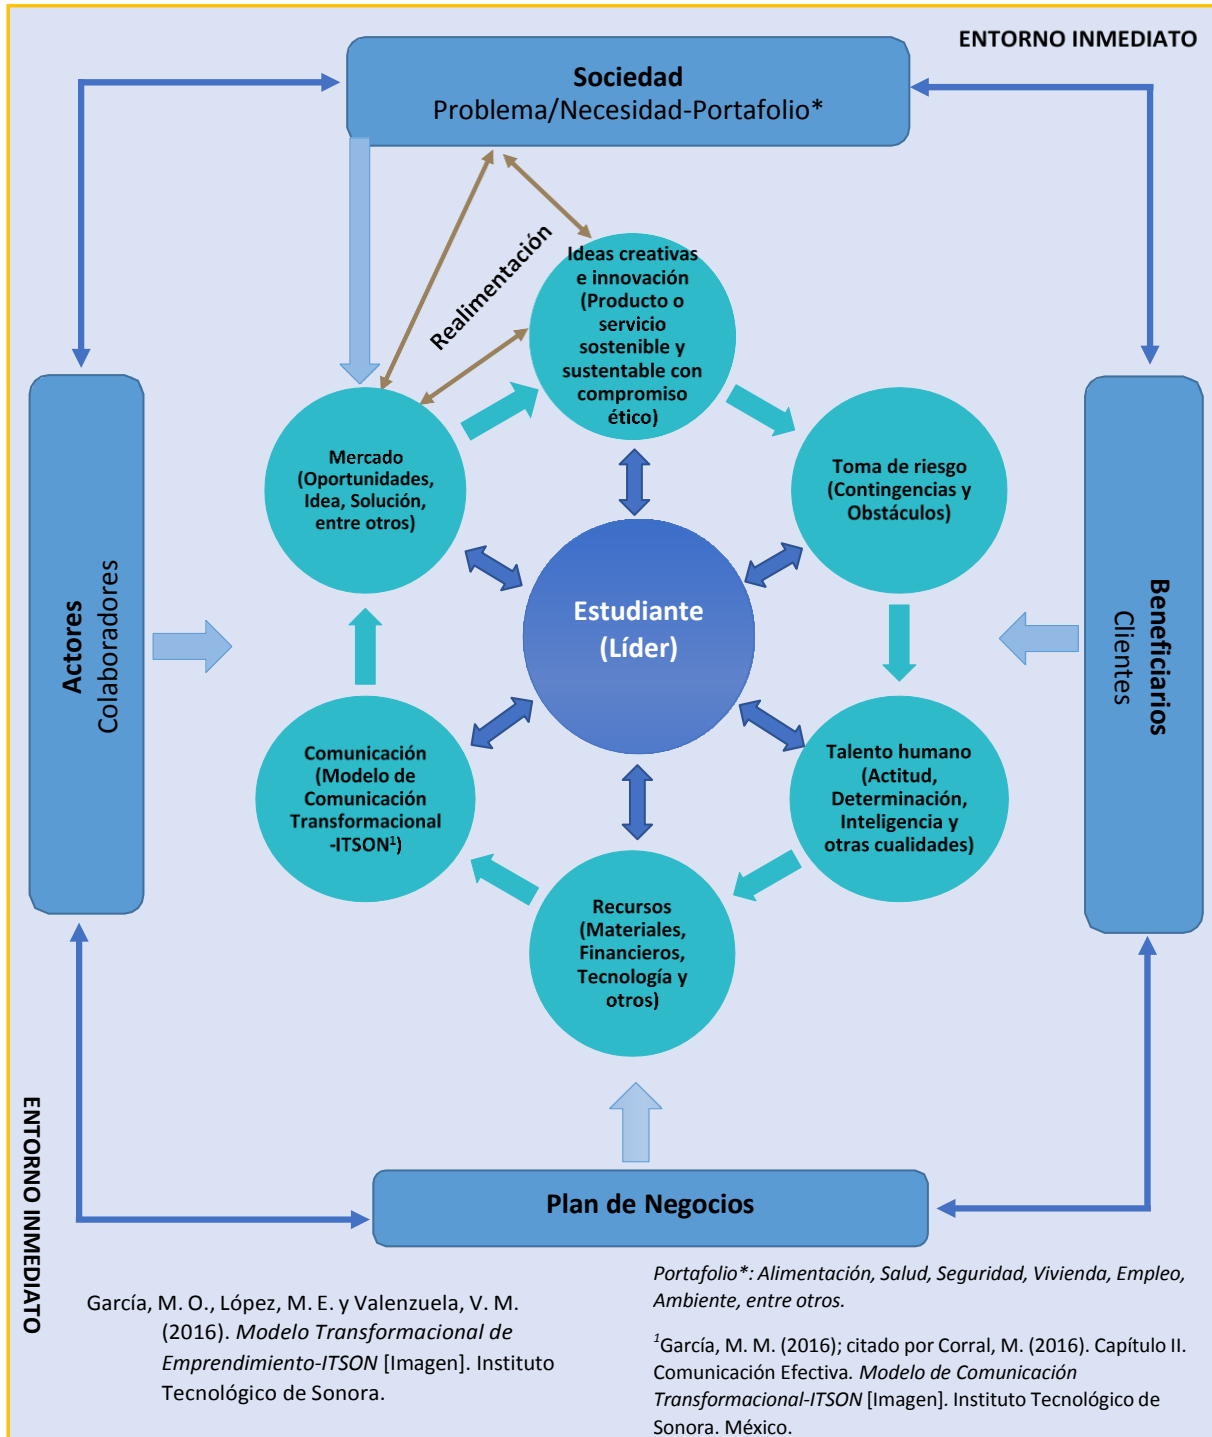 ENTORNO INMEDIATO
Sociedad
Problema/Necesidad-Portafolio*
Realimentación
Ideas creativas
e innovación
(Producto o
servicio
sostenible y
sustentable con
compromiso
ético)
Mercado
(Oportunidades,
Idea, Solución,
entre otros)
Toma de riesgo
(Contingencias y
Obstáculos)
Estudiante
(Líder)
Actores
Colaboradores
Beneficiarios
Clientes
Comunicación
(Modelo de
Comunicación
Transformacional
-ITSON¹)
Talento humano
(Actitud,
Determinación,
Inteligencia y
otras cualidades)
Recursos
(Materiales,
Financieros,
Tecnología y
otros)
Plan de Negocios
ENTORNO INMEDIATO
García, M. O., López, M. E. y Valenzuela, V. M.
(2016). Modelo Transformacional de
Emprendimiento-ITSON [Imagen]. Instituto
Tecnológico de Sonora.
Portafolio*: Alimentación, Salud, Seguridad, Vivienda, Empleo,
Ambiente, entre otros.
¹García, M. M. (2016); citado por Corral, M. (2016). Capítulo II.
Comunicación Efectiva. Modelo de Comunicación
Transformacional-ITSON [Imagen]. Instituto Tecnológico de
Sonora. México.